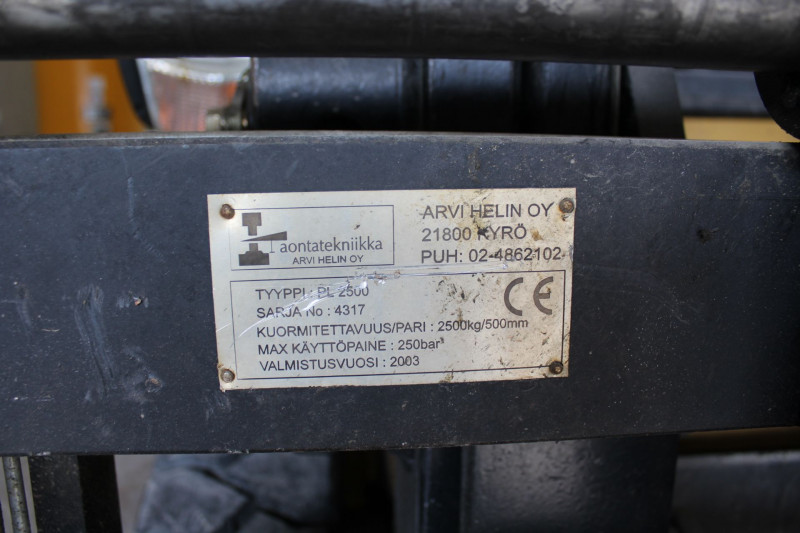 Taontatekniikka
ARVI HELIN OY
ARVI HELIN OY
21800 KYRÖ
PUH: 02-4862102
TYYPPI : PL 2500
SARJA No : 4317
KUORMITETTAVUUS/PARI : 2500kg/500mm
MAX KÄYTTÖPAINE : 250bar
VALMISTUSVUOSI : 2003
CE